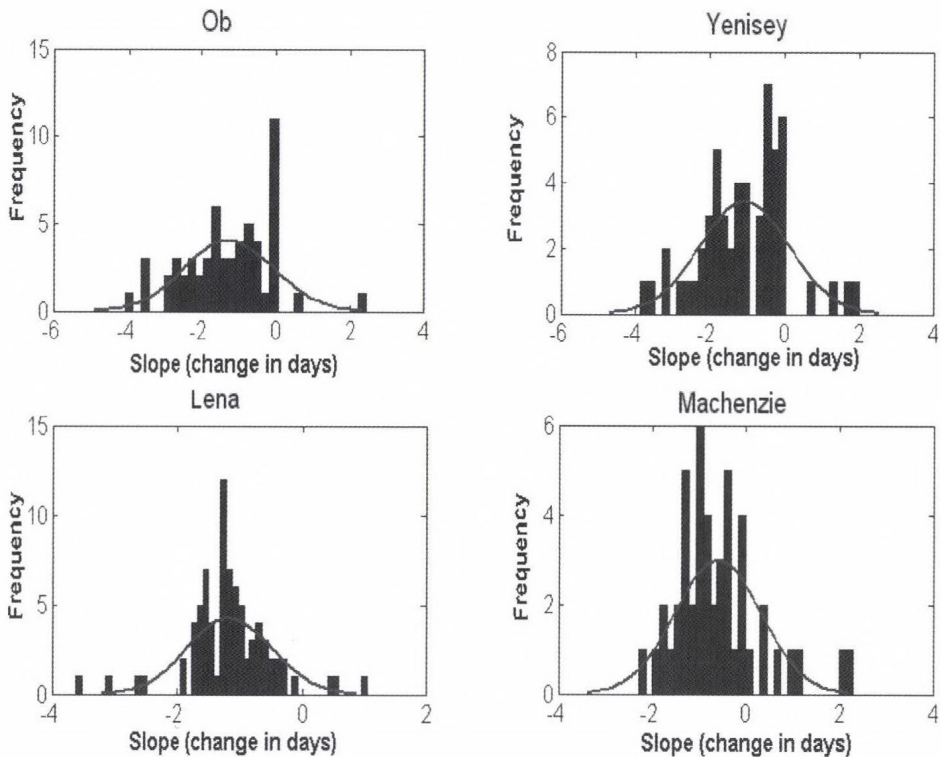 Ob
15
10
5
0
Frequency
-6 -4 -2 0 2 4
Slope (change in days)
Yenisey
8
6
4
2
0
Frequency
-6 -4 -2 0 2 4
Slope (change in days)
Lena
15
10
5
0
Frequency
-4 -2 0 2
Slope (change in days)
Machenzie
6
4
2
0
Frequency
-4 -2 0 2 4
Slope (change in days)